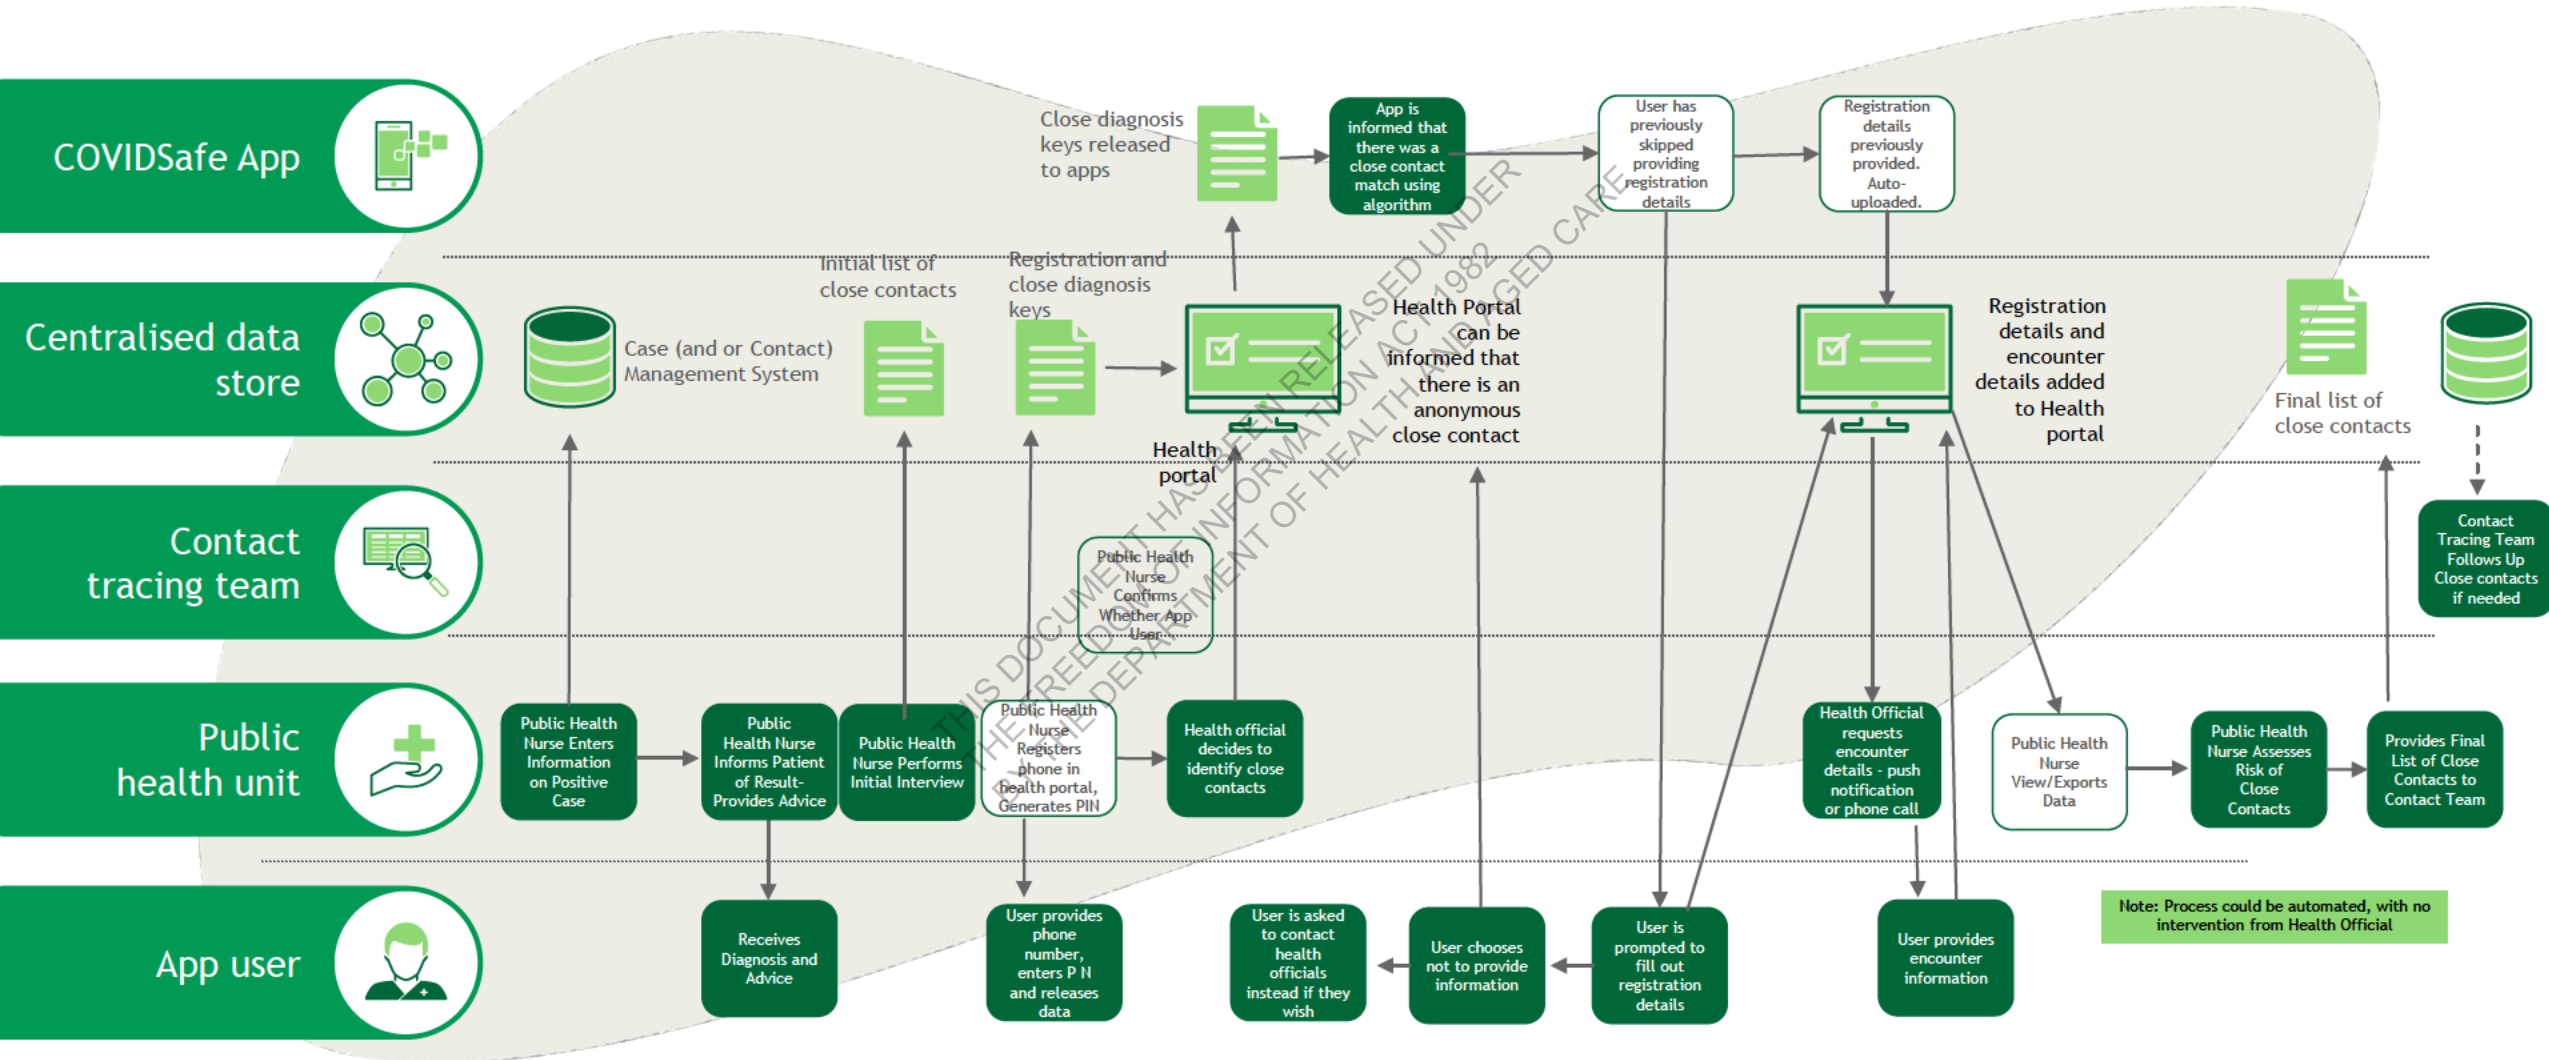 COVIDSafe App
Close diagnosis
keys released
to apps
App is
informed that
there was a
close contact
match using
algorithm
User has
previously
skipped
providing
registration
details
Registration
details
previously
provided.
Auto-
uploaded.
Centralised data
store
Case (and or Contact)
Management System
Initial list of
close contacts
Registration and
close diagnosis
keys
Health
portal
Health Portal
can be
informed that
there is an
anonymous
close contact
Registration
details and
encounter
details added
to Health
portal
Final list of
close contacts
Contact
tracing team
Public Health
Nurse
Confirms
Whether App
User
Contact
Tracing Team
Follows Up
Close contacts
if needed
Public
health unit
Public Health
Nurse Enters
Information
on Positive
Case
Public
Health Nurse
Informs Patient
of Result-
Provides Advice
Public Health
Nurse Performs
Initial Interview
Public Health
Nurse
Registers
phone in
health portal,
Generates PIN
Health official
decides to
identify close
contacts
Health Official
requests
encounter
details - push
notification
or phone call
Public Health
Nurse
View/Exports
Data
Public Health
Nurse Assesses
Risk of
Close
Contacts
Provides Final
List of Close
Contacts to
Contact Team
App user
Receives
Diagnosis and
Advice
User provides
phone
number,
enters P N
and releases
data
User is asked
to contact
health
officials
instead if they
wish
User chooses
not to provide
information
User is
prompted to
fill out
registration
details
User provides
encounter
information
Note: Process could be automated, with no
intervention from Health Official
THIS DOCUMENT HAS BEEN RELEASED UNDER
THE FREEDOM OF INFORMATION ACT 1982
BY THE DEPARTMENT OF HEALTH AND AGED CARE